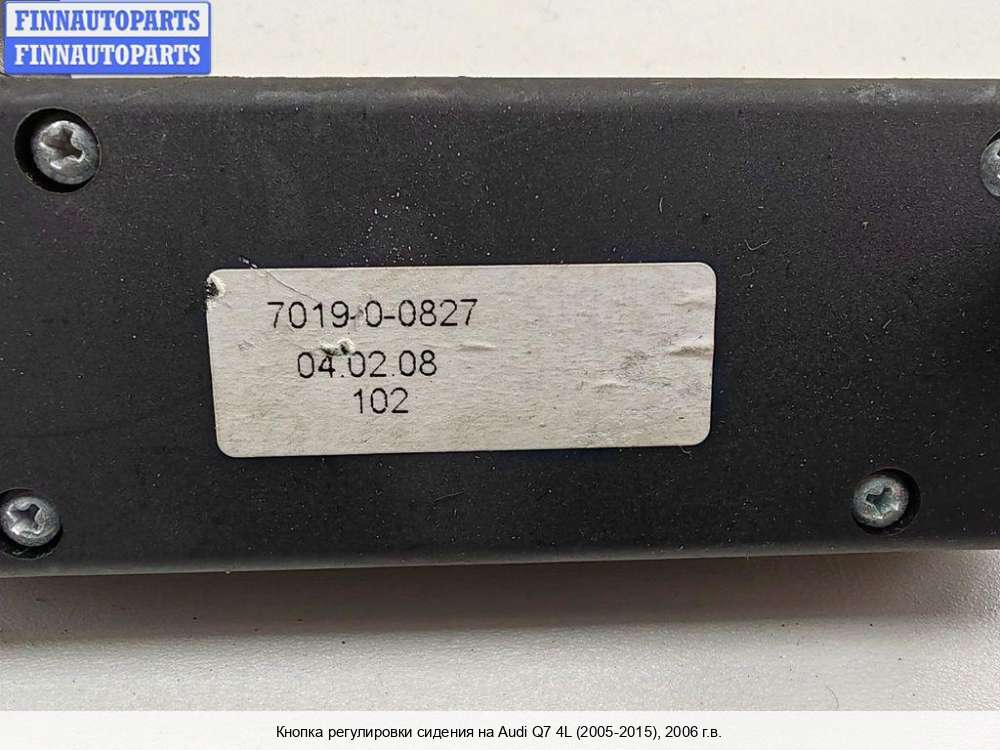 FINNAUTOPARTS
FINNAUTOPARTS
7019-0-0827
04.02.08
102
Кнопка регулировки сидения на Audi Q7 4L (2005-2015), 2006 г.в.